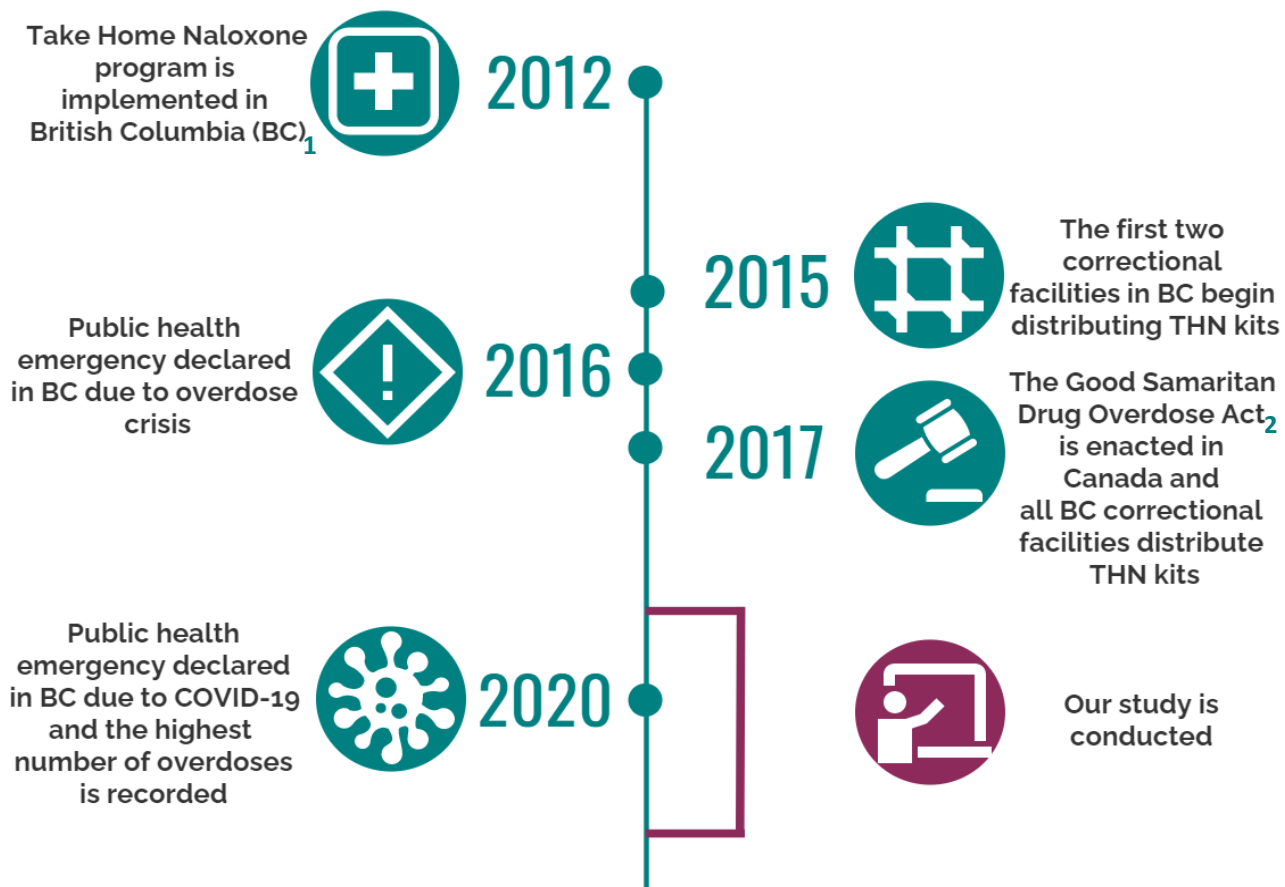 Take Home Naloxone
program is
implemented in
British Columbia (BC)1
2012
2015
The first two
correctional
facilities in BC begin
distributing THN kits
Public health
emergency declared
in BC due to overdose
crisis
!
2016
2017
The Good Samaritan
Drug Overdose Act2
is enacted in
Canada and
all BC correctional
facilities distribute
THN kits
Public health
emergency declared
in BC due to COVID-19
and the highest
number of overdoses
is recorded
2020
Our study is
conducted